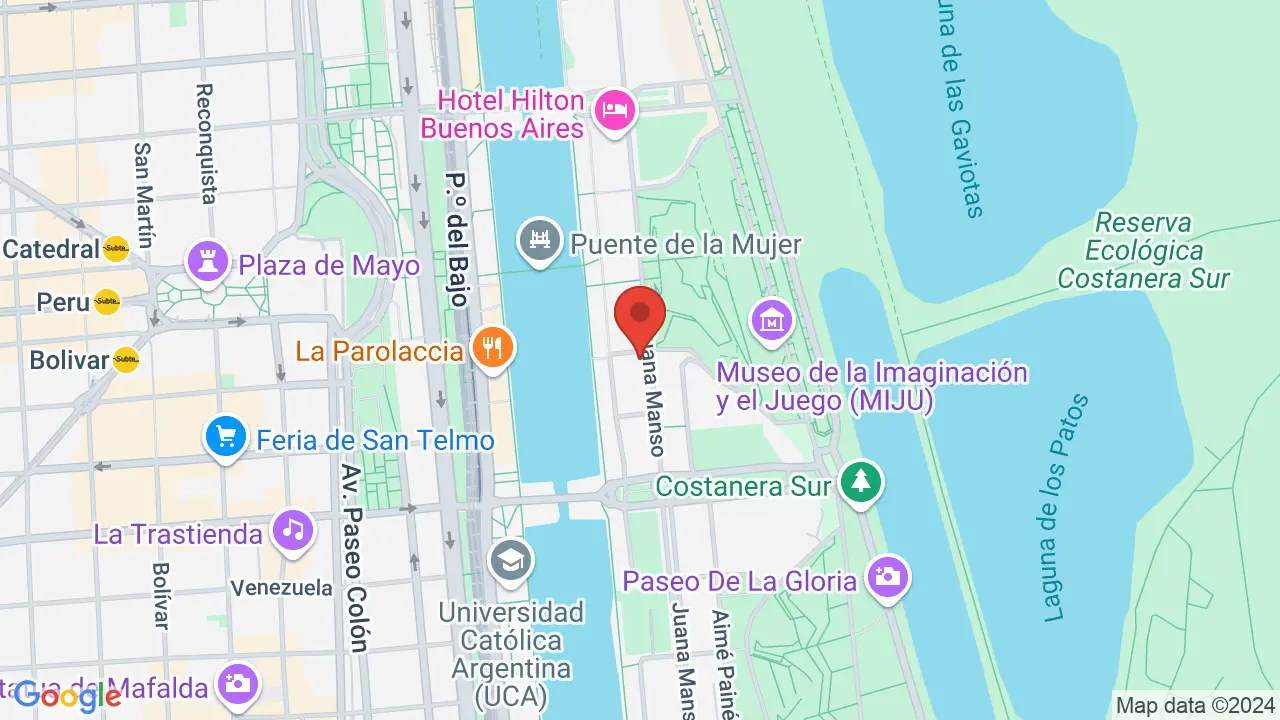 una de las Gaviotas
Hotel Hilton
Buenos Aires
Reconquista
San Martín
P.º del Bajo
Reserva
Ecológica
Costanera Sur
Catedral
Subte...
Plaza de Mayo
Puente de la Mujer
Peru
Subte...
Bolivar
Subte...
La Parolaccia
Juana Manso
Museo de la Imaginación
y el Juego (MIJU)
Feria de San Telmo
Laguna de los Patos
Costanera Sur
Av. Paseo Colón
La Trastienda
Bolívar
Venezuela
Paseo De La Gloria
Universidad
Católica
Argentina
(UCA)
Juana Mans
Aimé Painé
de Mafalda
Google
Map data ©2024